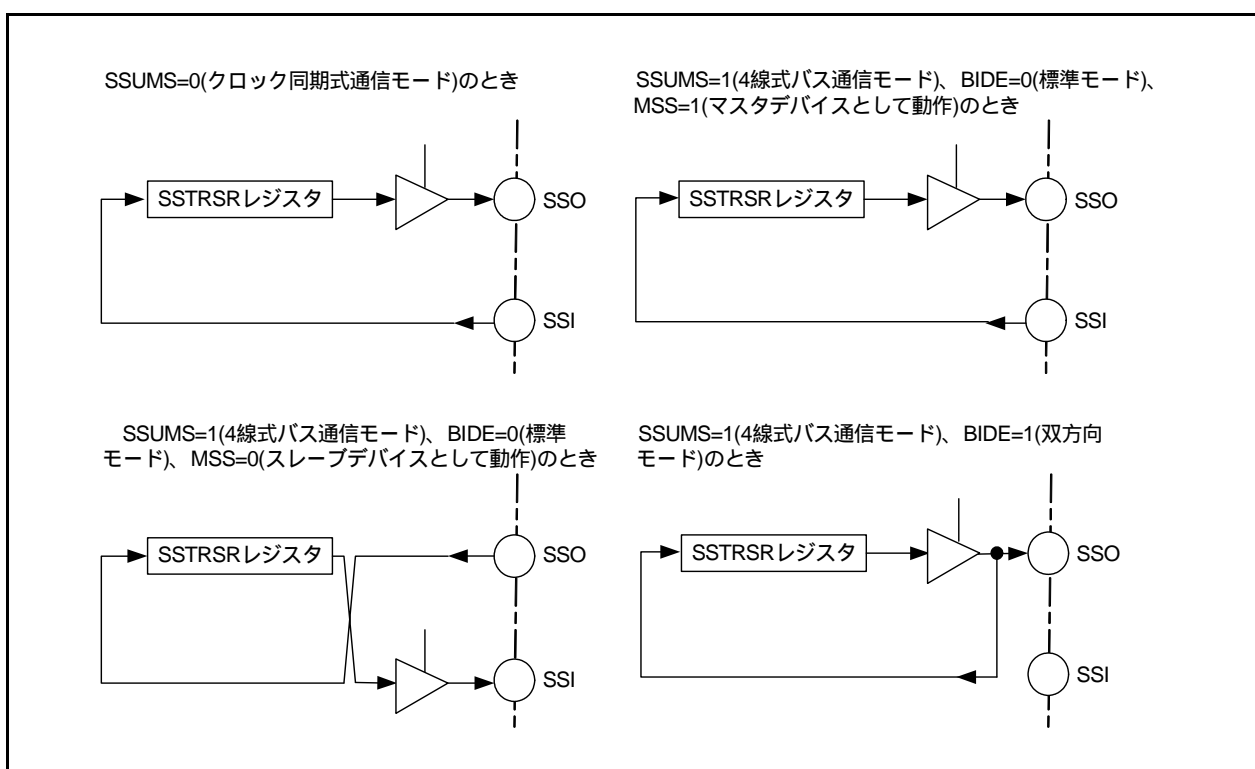 SSUMS=0(クロック同期式通信モード)のとき
SSTRSRレジスタ
SSO
SSI
SSUMS=1(4線式バス通信モード)、BIDE=0(標準モード)、
MSS=1(マスタデバイスとして動作)のとき
SSTRSRレジスタ
SSO
SSI
SSUMS=1(4線式バス通信モード)、BIDE=0(標準
モード)、MSS=0(スレーブデバイスとして動作)のとき
SSTRSRレジスタ
SSO
SSI
SSUMS=1(4線式バス通信モード)、BIDE=1(双方向
モード)のとき
SSTRSRレジスタ
SSO
SSI